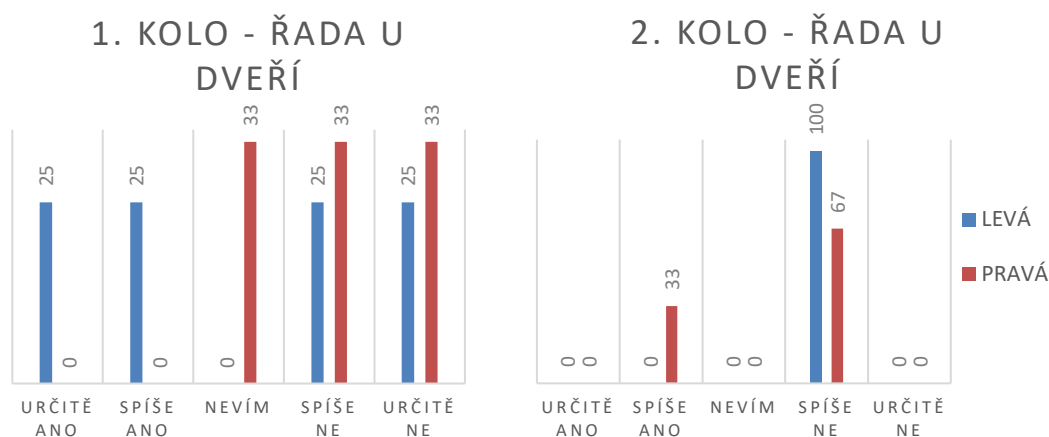 1. KOLO - ŘADA U
DVEŘÍ
25
0
25
0
0
33
25
33
25
33
URČITĚ
ANO
SPÍŠE
ANO
NEVÍM
SPÍŠE
NE
URČITĚ
NE
2. KOLO - ŘADA U
DVEŘÍ
0
0
0
33
0
0
100
67
0
0
URČITĚ
ANO
SPÍŠE
ANO
NEVÍM
SPÍŠE
NE
URČITĚ
NE
LEVÁ
PRAVÁ